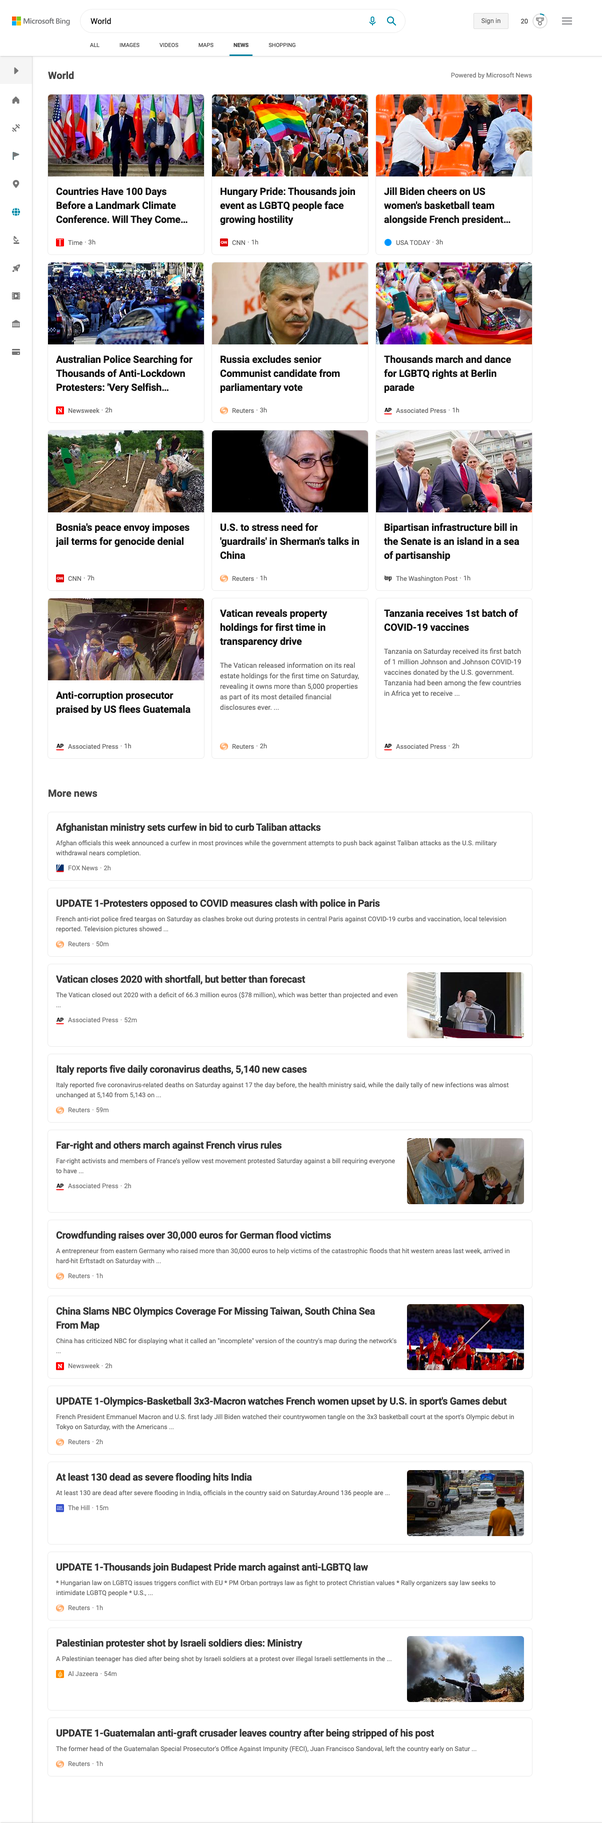 Microsoft Bing
World
Sign in
20
ALL
IMAGES
VIDEOS
MAPS
NEWS
SHOPPING
World
Powered by Microsoft News
Countries Have 100 Days
Before a Landmark Climate
Conference. Will They Come...
Time · 3h
Hungary Pride: Thousands join
event as LGBTQ people face
growing hostility
CNN · 1h
Jill Biden cheers on US
women's basketball team
alongside French president...
USA TODAY · 3h
Australian Police Searching for
Thousands of Anti-Lockdown
Protesters: 'Very Selfish...
Newsweek · 2h
Russia excludes senior
Communist candidate from
parliamentary vote
Reuters · 3h
Thousands march and dance
for LGBTQ rights at Berlin
parade
AP
Associated Press · 1h
Bosnia's peace envoy imposes
jail terms for genocide denial
CNN · 7h
U.S. to stress need for
'guardrails' in Sherman's talks in
China
Reuters · 1h
Bipartisan infrastructure bill in
the Senate is an island in a sea
of partisanship
wp
The Washington Post · 1h
Anti-corruption prosecutor
praised by US flees Guatemala
AP
Associated Press · 1h
Vatican reveals property
holdings for first time in
transparency drive
The Vatican released information on its real
estate holdings for the first time on Saturday,
revealing it owns more than 5,000 properties
as part of its most detailed financial
disclosures ever. ...
Reuters · 2h
Tanzania receives 1st batch of
COVID-19 vaccines
Tanzania on Saturday received its first batch
of 1 million Johnson and Johnson COVID-19
vaccines donated by the U.S. government.
Tanzania had been among the few countries
in Africa yet to receive ...
AP
Associated Press · 2h
More news
Afghanistan ministry sets curfew in bid to curb Taliban attacks
Afghan officials this week announced a curfew in most provinces while the government attempts to push back against Taliban attacks as the U.S. military
withdrawal nears completion.
FOX News · 2h
UPDATE 1-Protesters opposed to COVID measures clash with police in Paris
French anti-riot police fired teargas on Saturday as clashes broke out during protests in central Paris against COVID-19 curbs and vaccination, local television
reported. Television pictures showed ...
Reuters · 50m
Vatican closes 2020 with shortfall, but better than forecast
The Vatican closed out 2020 with a deficit of 66.3 million euros ($78 million), which was better than projected and even
...
AP
Associated Press · 52m
Italy reports five daily coronavirus deaths, 5,140 new cases
Italy reported five coronavirus-related deaths on Saturday against 17 the day before, the health ministry said, while the daily tally of new infections was almost
unchanged at 5,140 from 5,143 on ...
Reuters · 59m
Far-right and others march against French virus rules
Far-right activists and members of France's yellow vest movement protested Saturday against a bill requiring everyone
to have ...
AP
Associated Press · 2h
Crowdfunding raises over 30,000 euros for German flood victims
A entrepreneur from eastern Germany who raised more than 30,000 euros to help victims of the catastrophic floods that hit western areas last week, arrived in
hard-hit Erftstadt on Saturday with ...
Reuters · 1h
China Slams NBC Olympics Coverage For Missing Taiwan, South China Sea
From Map
China has criticized NBC for displaying what it called an "incomplete" version of the country's map during the network's
...
Newsweek · 2h
UPDATE 1-Olympics-Basketball 3x3-Macron watches French women upset by U.S. in sport's Games debut
French President Emmanuel Macron and U.S. first lady Jill Biden watched their countrywomen tangle on the 3x3 basketball court at the sport's Olympic debut in
Tokyo on Saturday, with the Americans ...
Reuters · 2h
At least 130 dead as severe flooding hits India
At least 130 are dead after severe flooding in India, officials in the country said on Saturday.Around 136 people are ...
The Hill · 15m
UPDATE 1-Thousands join Budapest Pride march against anti-LGBTQ law
* Hungarian law on LGBTQ issues triggers conflict with EU * PM Orban portrays law as fight to protect Christian values * Rally organizers say law seeks to
intimidate LGBTQ people * U.S., ...
Reuters · 1h
Palestinian protester shot by Israeli soldiers dies: Ministry
A Palestinian teenager has died after being shot by Israeli soldiers at a protest over illegal Israeli settlements in the ...
Al Jazeera · 54m
UPDATE 1-Guatemalan anti-graft crusader leaves country after being stripped of his post
The former head of the Guatemalan Special Prosecutor's Office Against Impunity (FECI), Juan Francisco Sandoval, left the country early on Satur ...
Reuters · 1h